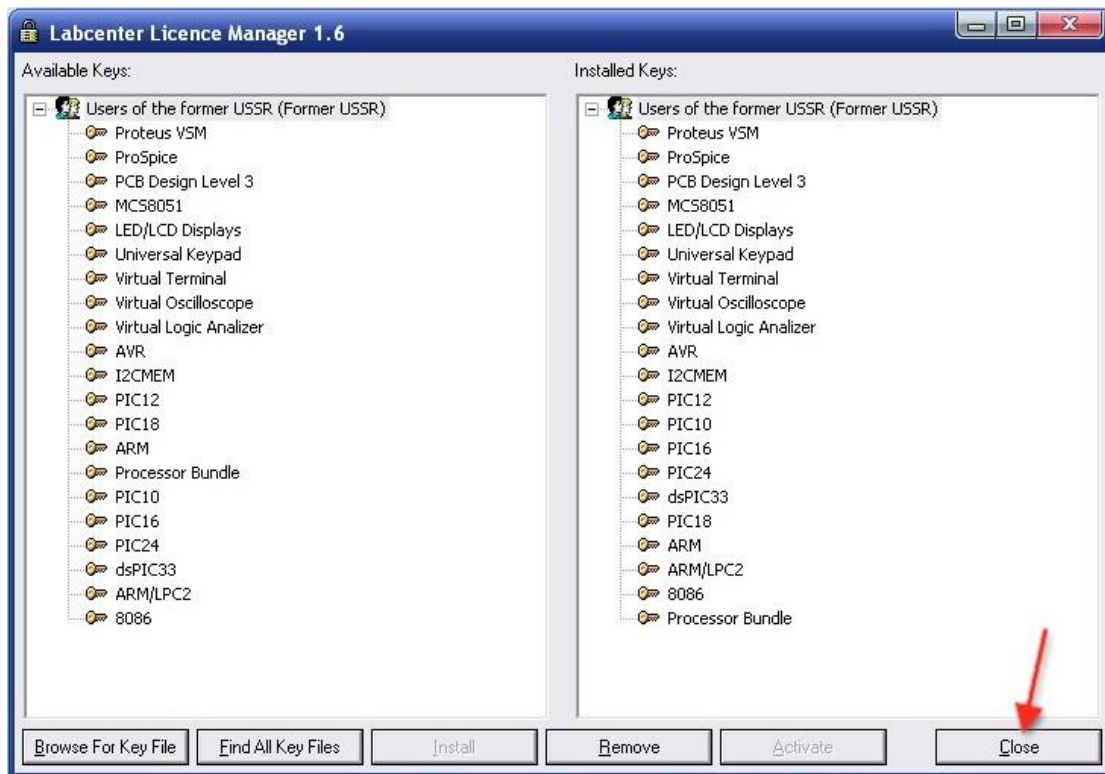 Labcenter Licence Manager 1.6
Available Keys:
Users of the former USSR (Former USSR)
Proteus VSM
ProSpice
PCB Design Level 3
MCS8051
LED/LCD Displays
Universal Keypad
Virtual Terminal
Virtual Oscilloscope
Virtual Logic Analizer
AVR
I2CMEM
PIC12
PIC18
ARM
Processor Bundle
PIC10
PIC16
PIC24
dsPIC33
ARM/LPC2
8086
Installed Keys:
Users of the former USSR (Former USSR)
Proteus VSM
ProSpice
PCB Design Level 3
MCS8051
LED/LCD Displays
Universal Keypad
Virtual Terminal
Virtual Oscilloscope
Virtual Logic Analizer
AVR
I2CMEM
PIC12
PIC10
PIC16
PIC24
dsPIC33
PIC18
ARM
ARM/LPC2
8086
Processor Bundle
Browse For Key File
Find All Key Files
Install
Remove
Activate
Close